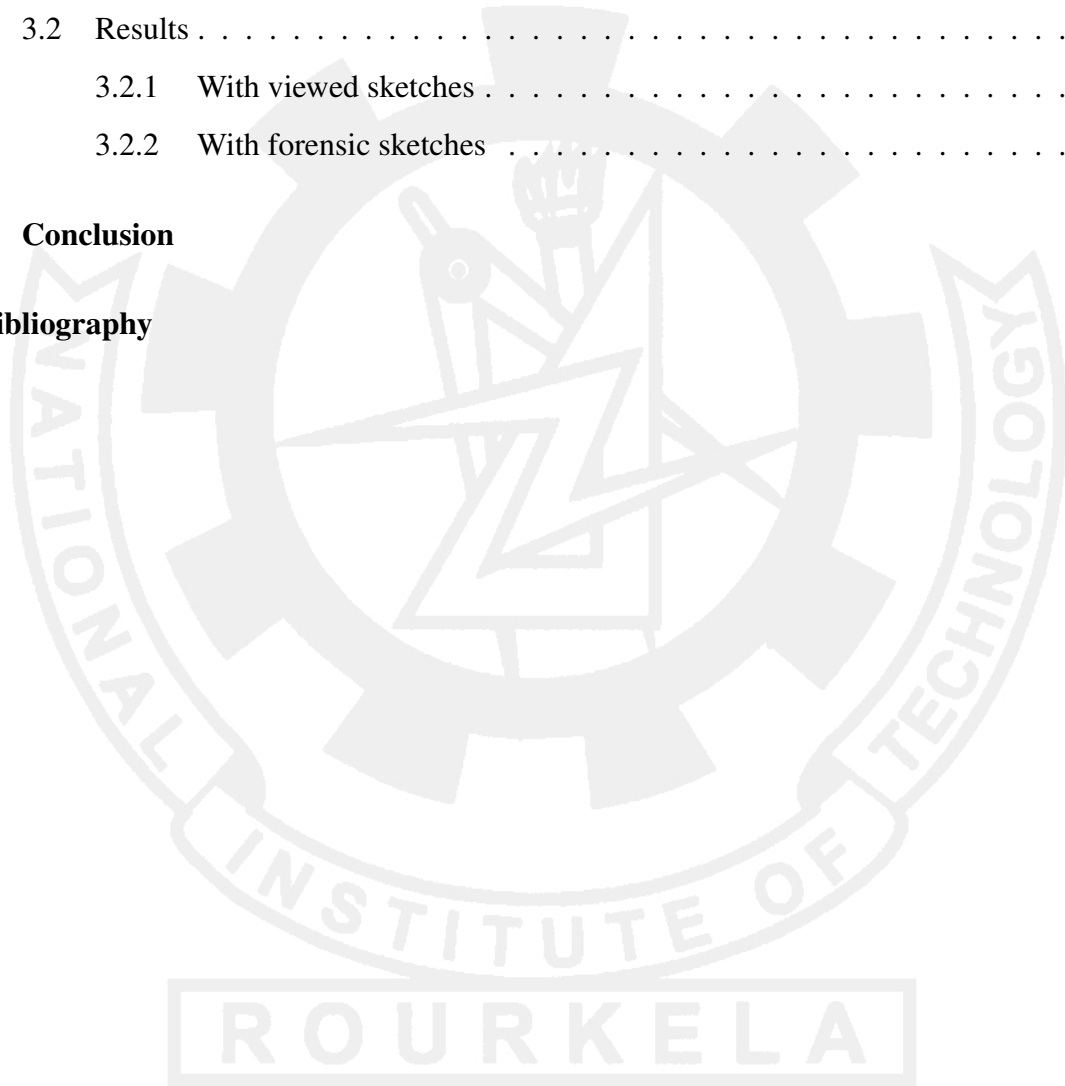 3.2 Results . . . . . . . . . . . . . . . . . . . . . . . . . . . . . . . . . . . . .
3.2.1 With viewed sketches . . . . . . . . . . . . . . . . . . . . . . . . .
3.2.2 With forensic sketches . . . . . . . . . . . . . . . . . . . . . . . .
Conclusion
ibliography
NATIONAL INSTITUTE OF TECHNOLOGY
ROURKELA